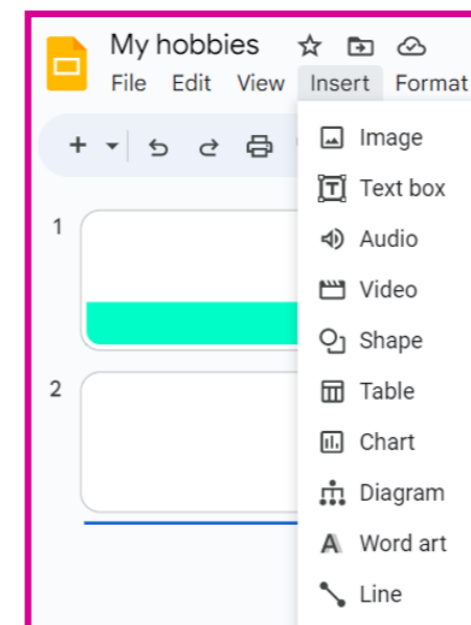 My hobbies
File Edit View Insert Format
Image
Text box
Audio
1
Video
Shape
2
Table
Chart
Diagram
Word art
Line